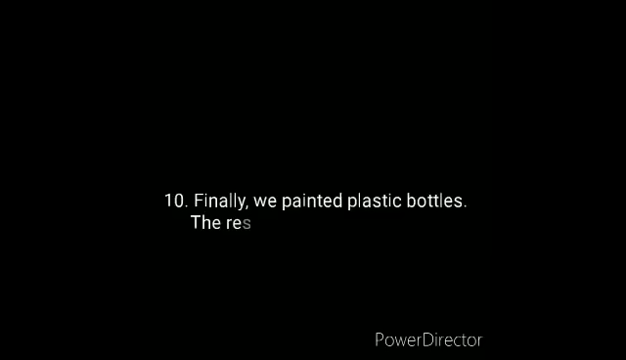 10. Finally, we painted plastic bottles.
The res
PowerDirector